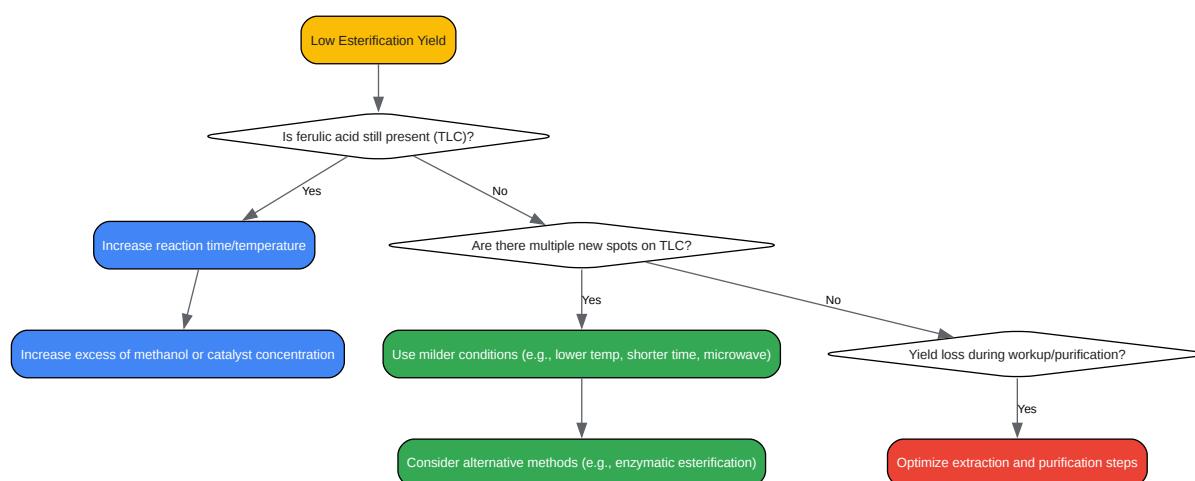 Low Esterification Yield
Is ferulic acid still present (TLC)?
Yes
No
Increase reaction time/temperature
Are there multiple new spots on TLC?
Yes
No
Increase excess of methanol or catalyst concentration
Use milder conditions (e.g., lower temp, shorter time, microwave)
Yield loss during workup/purification?
Yes
Consider alternative methods (e.g., enzymatic esterification)
Optimize extraction and purification steps